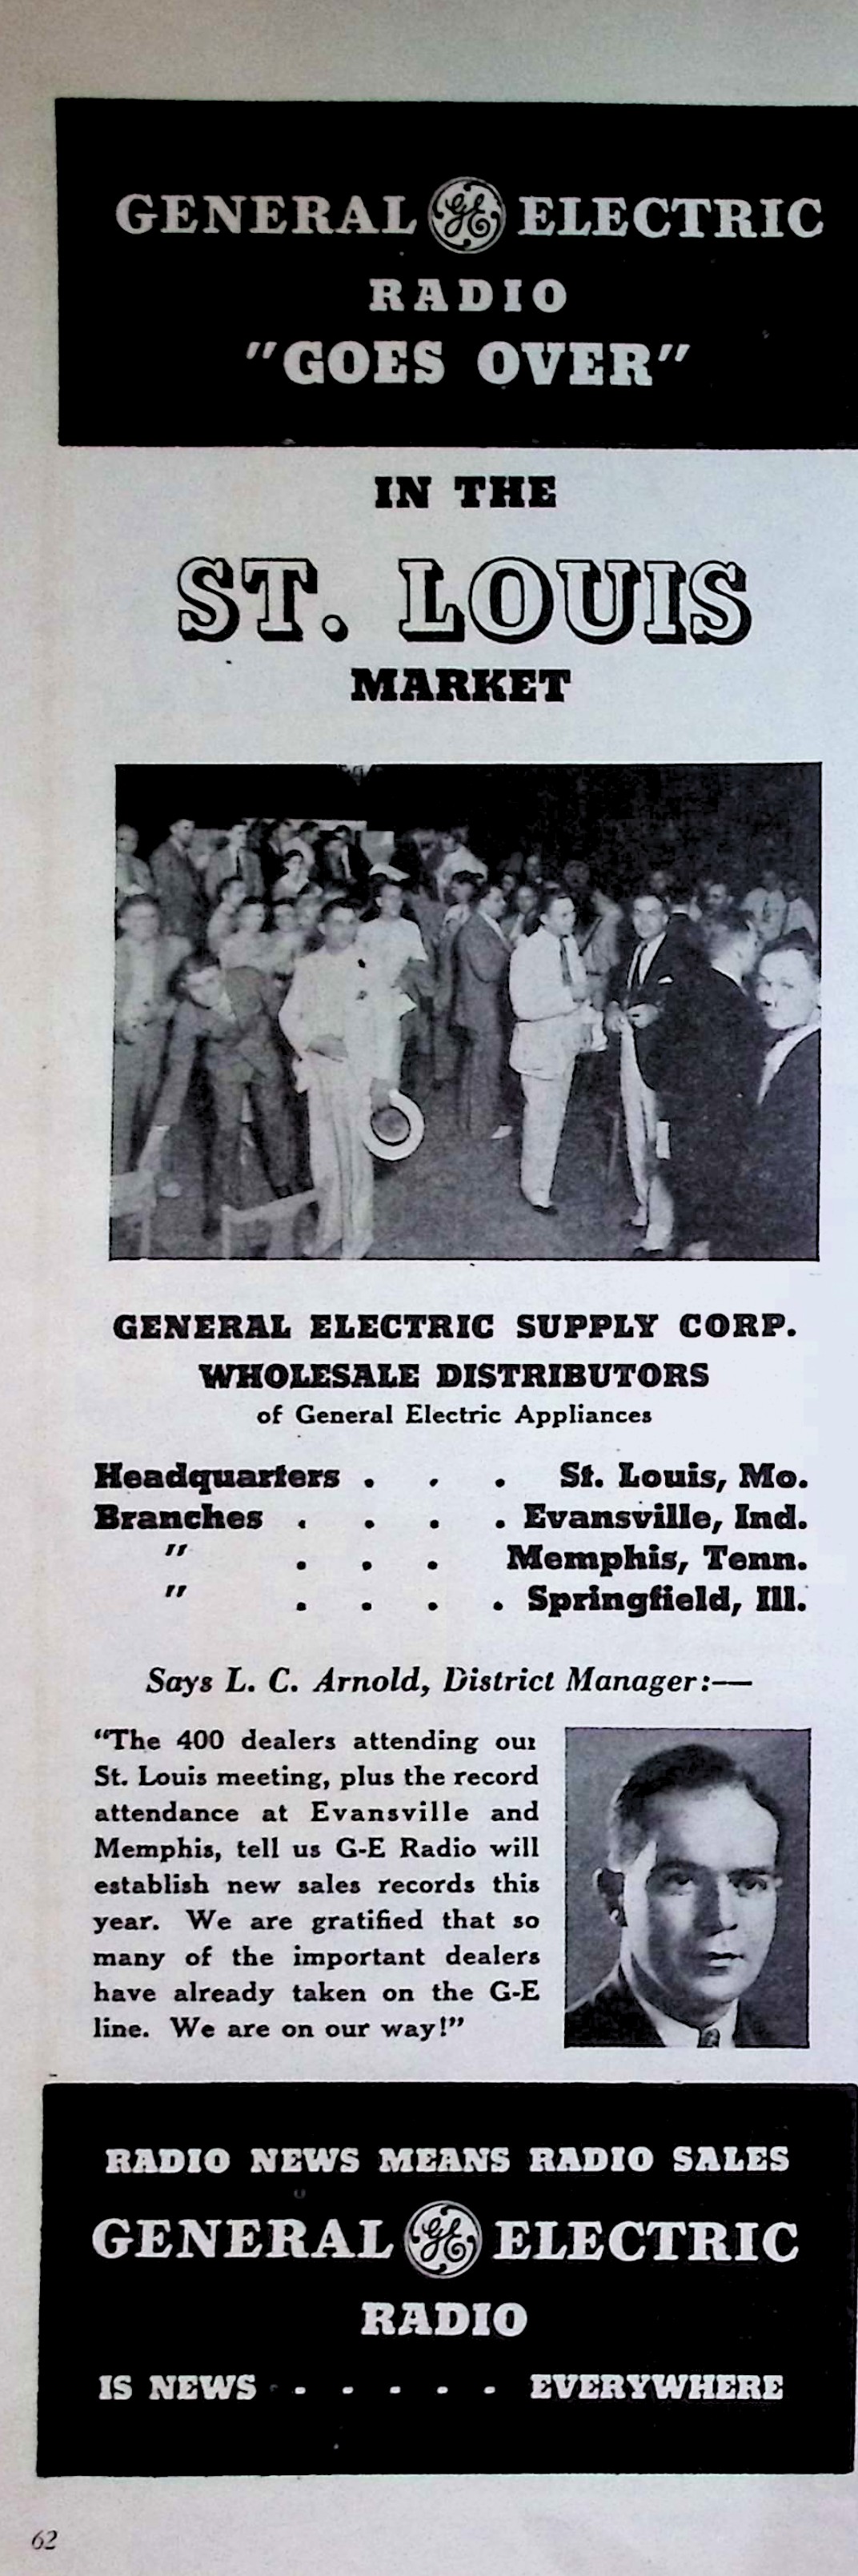 GENERAL GE ELECTRIC
RADIO
"GOES OVER"
IN THE
ST. LOUIS
MARKET
GENERAL ELECTRIC SUPPLY CORP.
WHOLESALE DISTRIBUTORS
of General Electric Appliances
Headquarters . . . St. Louis, Mo.
Branches . . . . Evansville, Ind.
" . . . Memphis, Tenn.
" . . . . Springfield, Ill.
Says L. C. Arnold, District Manager:—
“The 400 dealers attending our
St. Louis meeting, plus the record
attendance at Evansville and
Memphis, tell us G-E Radio will
establish new sales records this
year. We are gratified that so
many of the important dealers
have already taken on the G-E
line. We are on our way!”
RADIO NEWS MEANS RADIO SALES
GENERAL GE ELECTRIC
RADIO
IS NEWS - - - - - EVERYWHERE
62